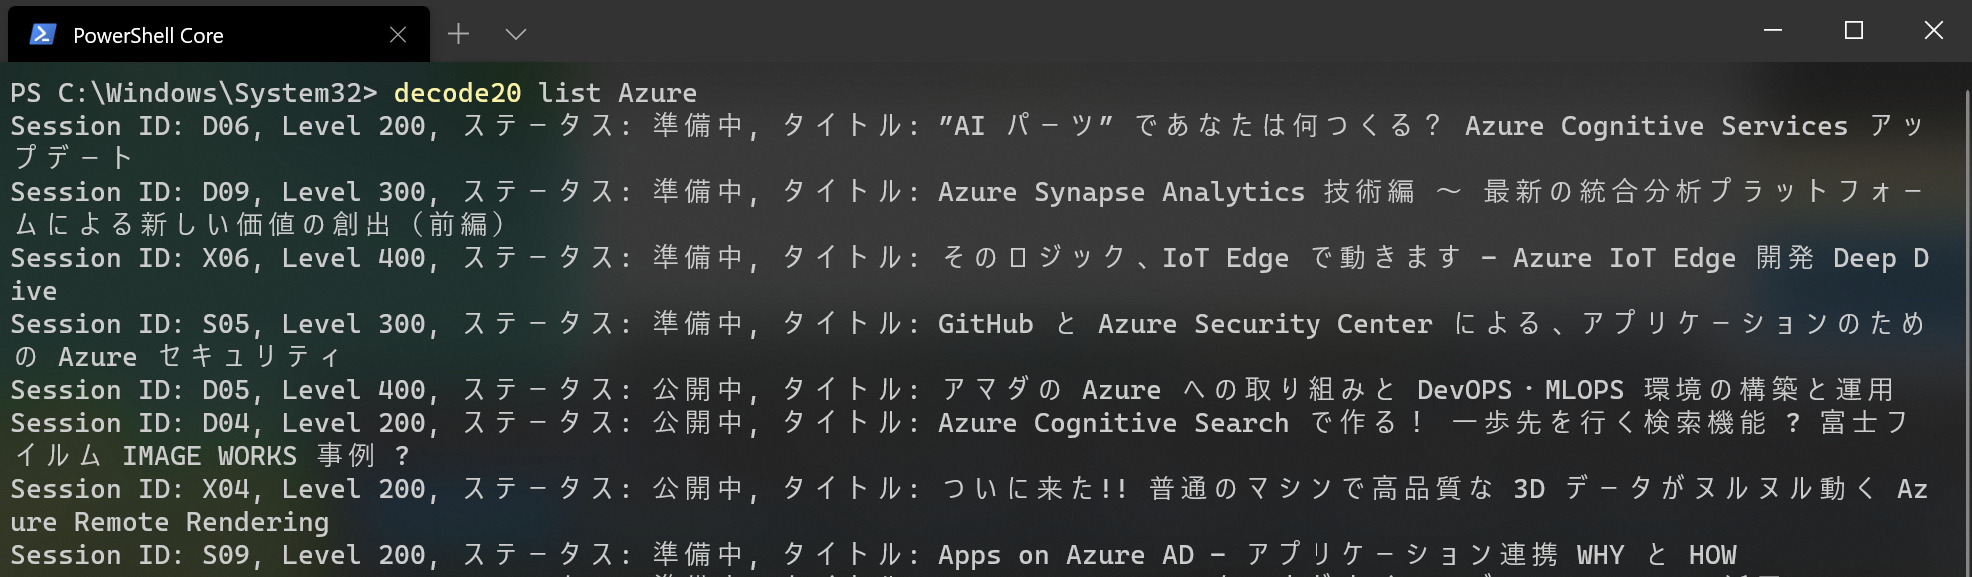 PowerShell Core
PS C:\Windows\System32> decode20 list Azure
Session ID: D06, Level 200, ステータス: 準備中, タイトル: ”AI パーツ” であなたは何つくる？ Azure Cognitive Services アッ
プデート
Session ID: D09, Level 300, ステータス: 準備中, タイトル: Azure Synapse Analytics 技術編 ～ 最新の統合分析プラットフォー
ムによる新しい価値の創出（前編）
Session ID: X06, Level 400, ステータス: 準備中, タイトル: そのロジック、IoT Edge で動きます - Azure IoT Edge 開発 Deep D
ive
Session ID: S05, Level 300, ステータス: 準備中, タイトル: GitHub と Azure Security Center による、アプリケーションのため
の Azure セキュリティ
Session ID: D05, Level 400, ステータス: 公開中, タイトル: アマダの Azure への取り組みと DevOPS・MLOPS 環境の構築と運用
Session ID: D04, Level 200, ステータス: 公開中, タイトル: Azure Cognitive Search で作る！ 一歩先を行く検索機能 ? 富士フ
イルム IMAGE WORKS 事例 ?
Session ID: X04, Level 200, ステータス: 公開中, タイトル: ついに来た!! 普通のマシンで高品質な 3D データがヌルヌル動く Az
ure Remote Rendering
Session ID: S09, Level 200, ステータス: 準備中, タイトル: Apps on Azure AD - アプリケーション連携 WHY と HOW